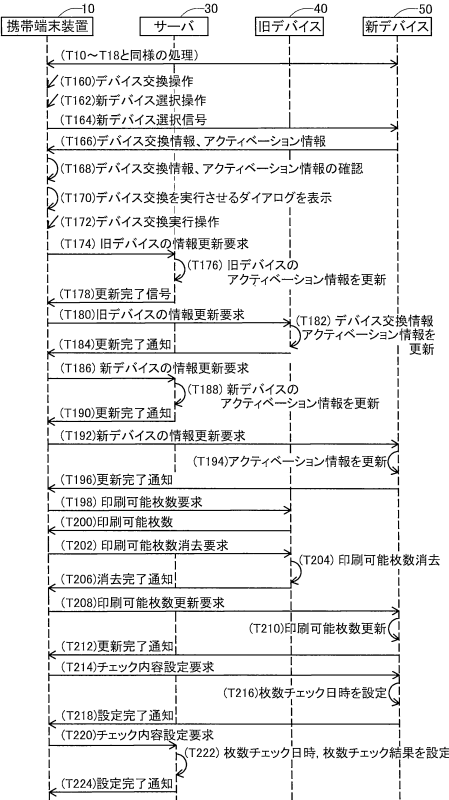 10
30
40
50
携帯端末装置
サーバ
旧デバイス
新デバイス
(T10～T18と同様の処理)
(T160)デバイス交換操作
(T162)新デバイス選択操作
(T164)新デバイス選択信号
(T166)デバイス交換情報、アクティベーション情報
(T168)デバイス交換情報、アクティベーション情報の確認
(T170)デバイス交換を実行させるダイアログを表示
(T172)デバイス交換実行操作
(T174) 旧デバイスの情報更新要求
(T176) 旧デバイスの
アクティベーション情報を更新
(T178)更新完了信号
(T180)旧デバイスの情報更新要求
(T182) デバイス交換情報
アクティベーション情報を
更新
(T184)更新完了通知
(T186) 新デバイスの情報更新要求
(T188) 新デバイスの
アクティベーション情報を更新
(T190)更新完了通知
(T192)新デバイスの情報更新要求
(T194)アクティベーション情報を更新
(T196)更新完了通知
(T198) 印刷可能枚数要求
(T200)印刷可能枚数
(T202) 印刷可能枚数消去要求
(T204) 印刷可能枚数消去
(T206)消去完了通知
(T208)印刷可能枚数更新要求
(T210)印刷可能枚数更新
(T212)更新完了通知
(T214)チェック内容設定要求
(T216)枚数チェック日時を設定
(T218)設定完了通知
(T220)チェック内容設定要求
(T222) 枚数チェック日時，枚数チェック結果を設定
(T224)設定完了通知